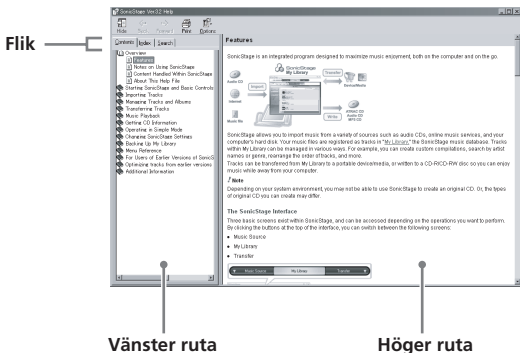 SonicStage Ver.3.2 Help
Hide Back Forward Print Options
Flik
Contents Index Search
Overview
Features
Notes on Using SonicStage
Content Handled Within SonicStage
About This Help File
Starting SonicStage and Basic Controls
Importing Tracks
Managing Tracks and Albums
Transferring Tracks
Music Playback
Getting CD Information
Operating in Simple Mode
Changing SonicStage Settings
Backing Up My Library
Menu Reference
For Users of Earlier Versions of SonicS
Optimizing tracks from earlier versions
Additional Information
Features
SonicStage is an integrated program designed to maximize music enjoyment, both on the computer and on the go.
SonicStage
My Library
Audio CD
Import
Transfer
Device/Media
Internet
Write
Music file
ATRAC CD
Audio CD
MP3 CD
SonicStage allows you to import music from a variety of sources such as audio CDs, online music services, and your
computer's hard disk. Your music files are registered as tracks in "My Library," the SonicStage music database. Tracks
within My Library can be managed in various ways. For example, you can create custom compilations, search by artist
names or genre, rearrange the order of tracks, and more.
Tracks can be transferred from My Library to a portable device/media, or written to a CD-R/CD-RW disc so you can enjoy
music while away from your computer.
Note
Depending on your system environment, you may not be able to use SonicStage to create an original CD. Or, the types
of original CD you can create may differ.
The SonicStage Interface
Three basic screens exist within SonicStage, and can be accessed depending on the operations you want to perform.
By clicking the buttons at the top of the interface, you can switch between the following screens:
• Music Source
• My Library
• Transfer
Music Source My Library Transfer
Vänster ruta
Höger ruta